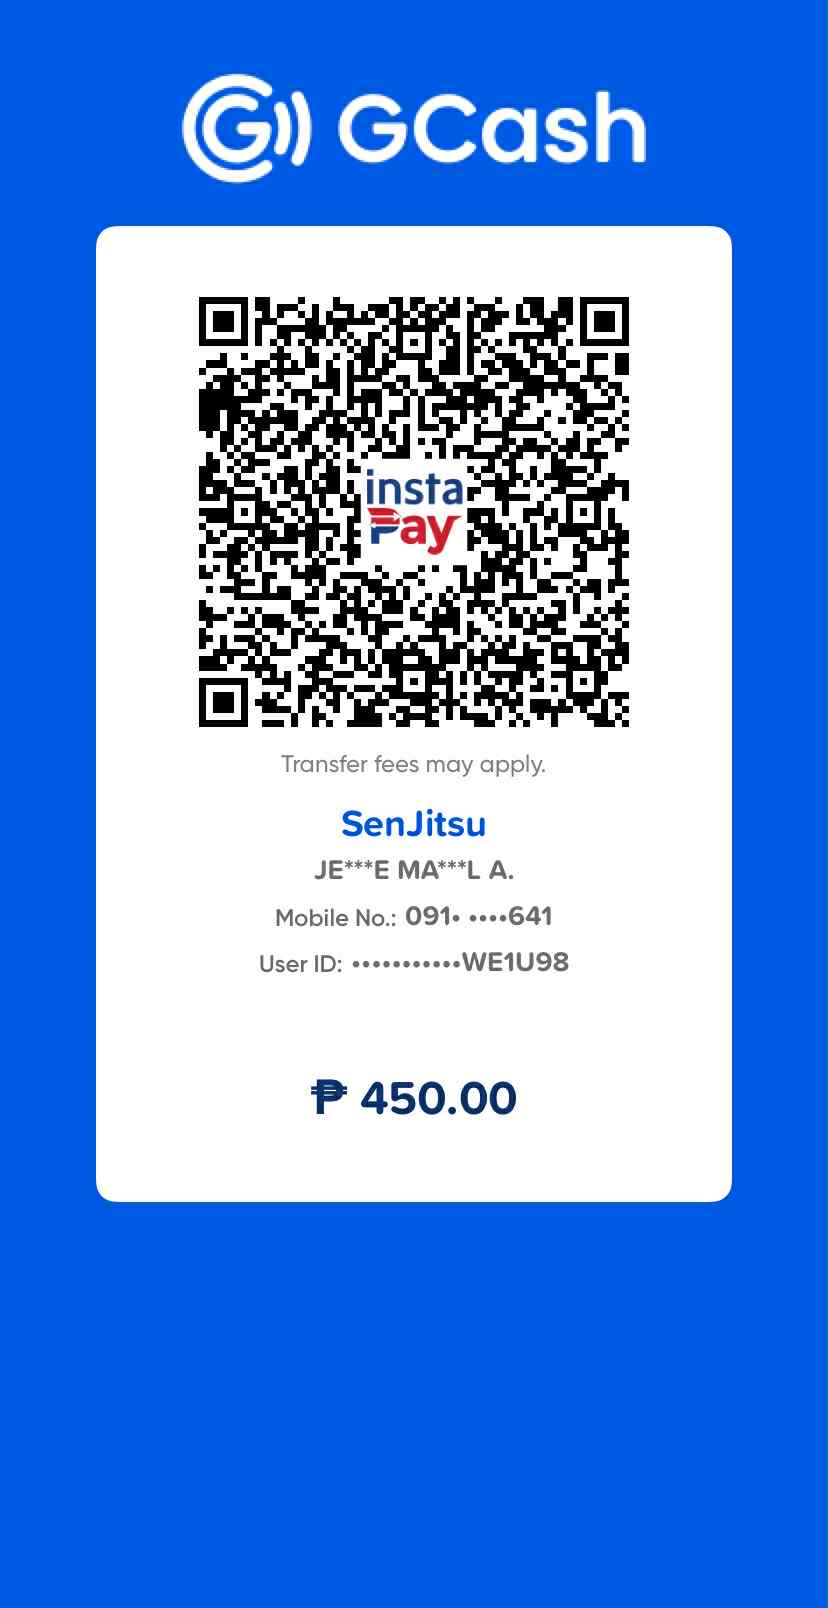 GCash
insta
Pay
Transfer fees may apply.
SenJitsu
JE***E MA***L A.
Mobile No.: 091• ••••641
User ID: •••••••••••WE1U98
₱ 450.00